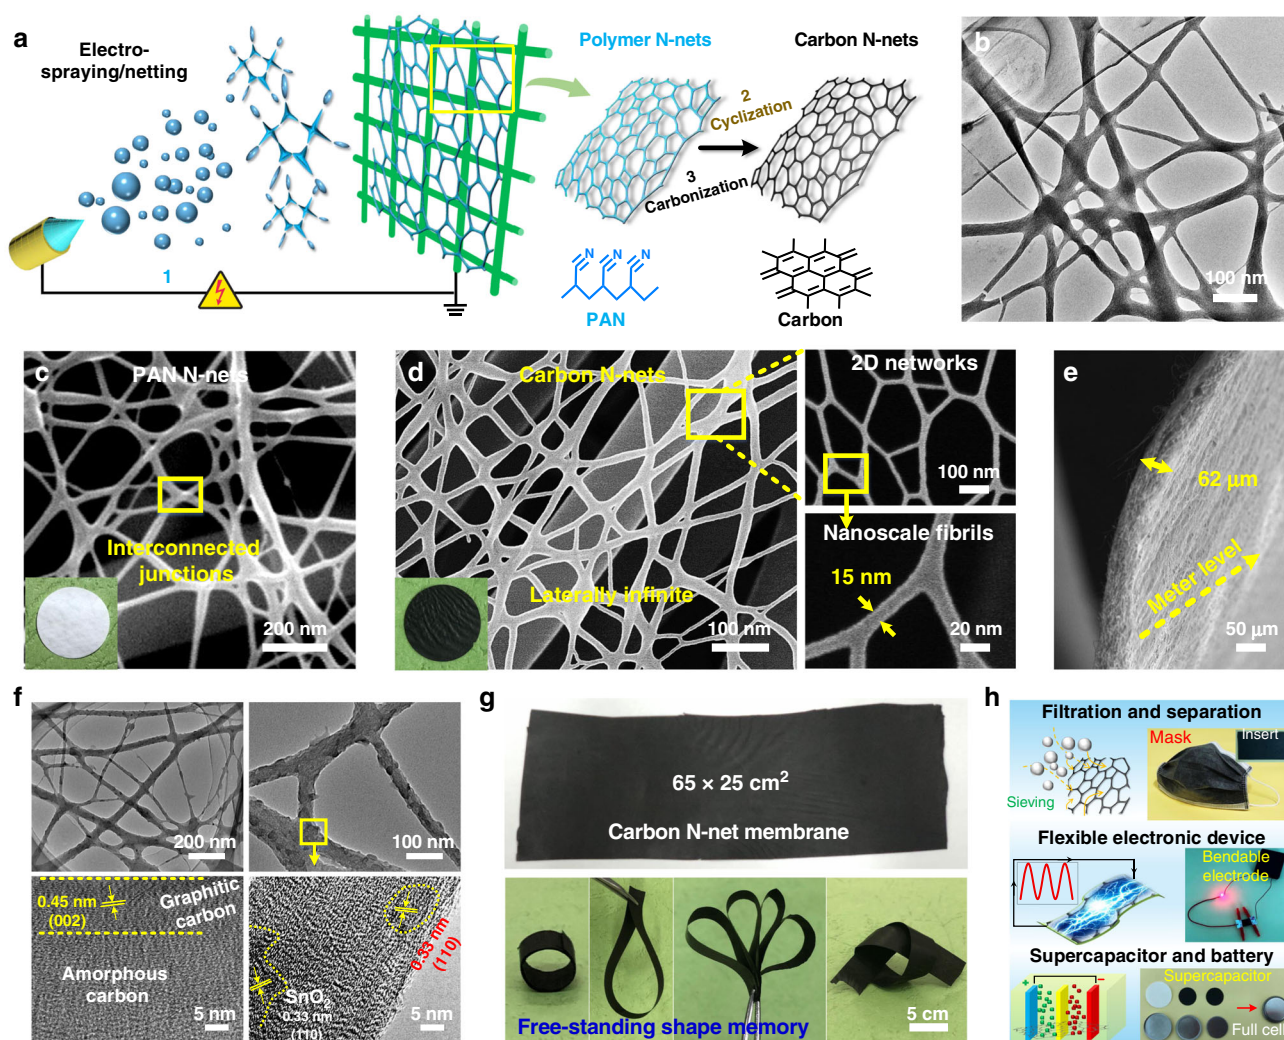 a
Electro-
spraying/netting
1
Polymer N-nets
Carbon N-nets
2
Cyclization
3
Carbonization
N N N
PAN
Carbon
b
100 nm
c
PAN N-nets
Interconnected
junctions
200 nm
d
Carbon N-nets
Laterally infinite
100 nm
2D networks
100 nm
Nanoscale fibrils
15 nm
20 nm
e
62 μm
Meter level
50 μm
f
200 nm
100 nm
0.45 nm
(002)
Graphitic
carbon
Amorphous
carbon
5 nm
0.33 nm
(110)
SnO2
0.33 nm
(110)
5 nm
g
65 × 25 cm²
Carbon N-net membrane
Free-standing shape memory
5 cm
h
Filtration and separation
Sieving
Mask
Insert
Flexible electronic device
Bendable
electrode
Supercapacitor and battery
+
−
Supercapacitor
Full cell